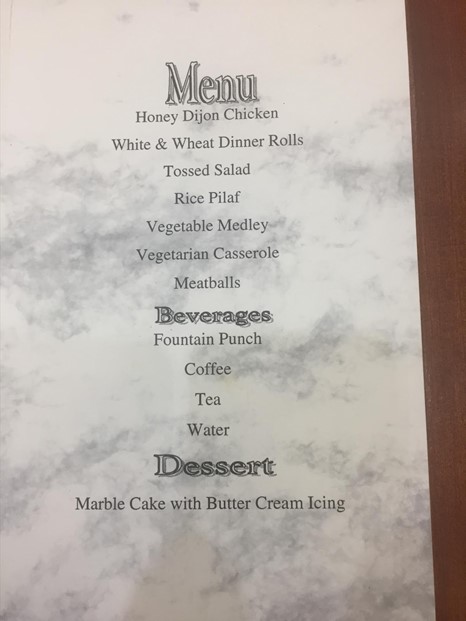 Menu
Honey Dijon Chicken
White & Wheat Dinner Rolls
Tossed Salad
Rice Pilaf
Vegetable Medley
Vegetarian Casserole
Meatballs
Beverages
Fountain Punch
Coffee
Tea
Water
Dessert
Marble Cake with Butter Cream Icing